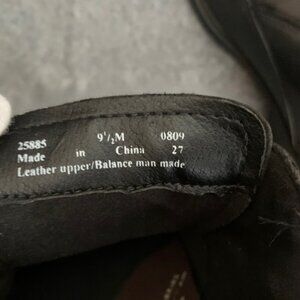 25885 9½M 0809
Made in China 27
Leather upper/Balance man made